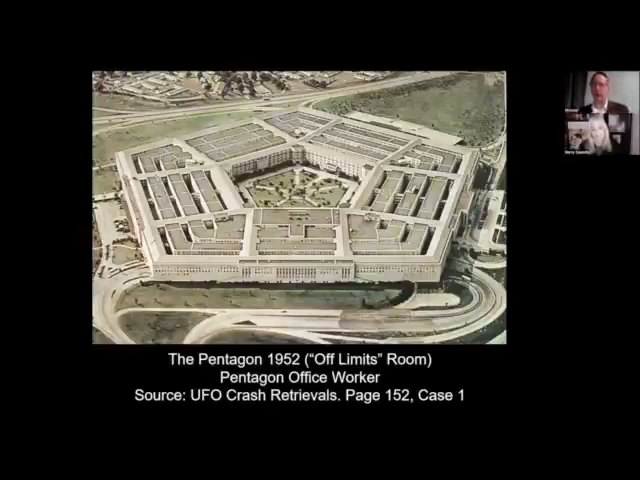 The Pentagon 1952 (“Off Limits” Room)
Pentagon Office Worker
Source: UFO Crash Retrievals. Page 152, Case 1